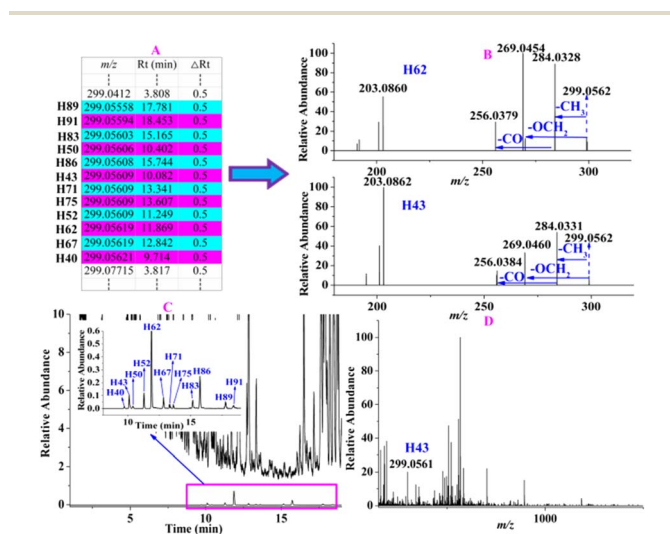 A
m/z Rt (min) △Rt
299.0412 3.808 0.5
H89 299.05558 17.781 0.5
H91 299.05594 18.453 0.5
H83 299.05603 15.165 0.5
H50 299.05606 10.402 0.5
H86 299.05608 15.744 0.5
H43 299.05609 10.082 0.5
H71 299.05609 13.341 0.5
H75 299.05609 13.607 0.5
H52 299.05609 11.249 0.5
H62 299.05619 11.869 0.5
H67 299.05619 12.842 0.5
H40 299.05621 9.714 0.5
299.07715 3.817 0.5
B
H62
Relative Abundance
100
80
60
40
20
0
203.0860
256.0379
269.0454
284.0328
299.0562
-CH3
-OCH2
-CO
200 250 300
m/z
H43
Relative Abundance
100
80
60
40
20
0
203.0862
256.0384
269.0460
284.0331
299.0562
-CH3
-OCH2
-CO
200 250 300
m/z
C
Relative Abundance
10
8
6
4
2
0
Relative Abundance
0.6
0.5
0.4
0.3
0.2
0.1
0.0
H40
H43
H50
H52
H62
H67
H71
H75
H83
H86
H89
H91
10 15
Time (min)
5 10 15
Time (min)
D
Relative Abundance
100
80
60
40
20
0
H43
299.0561
1000
m/z